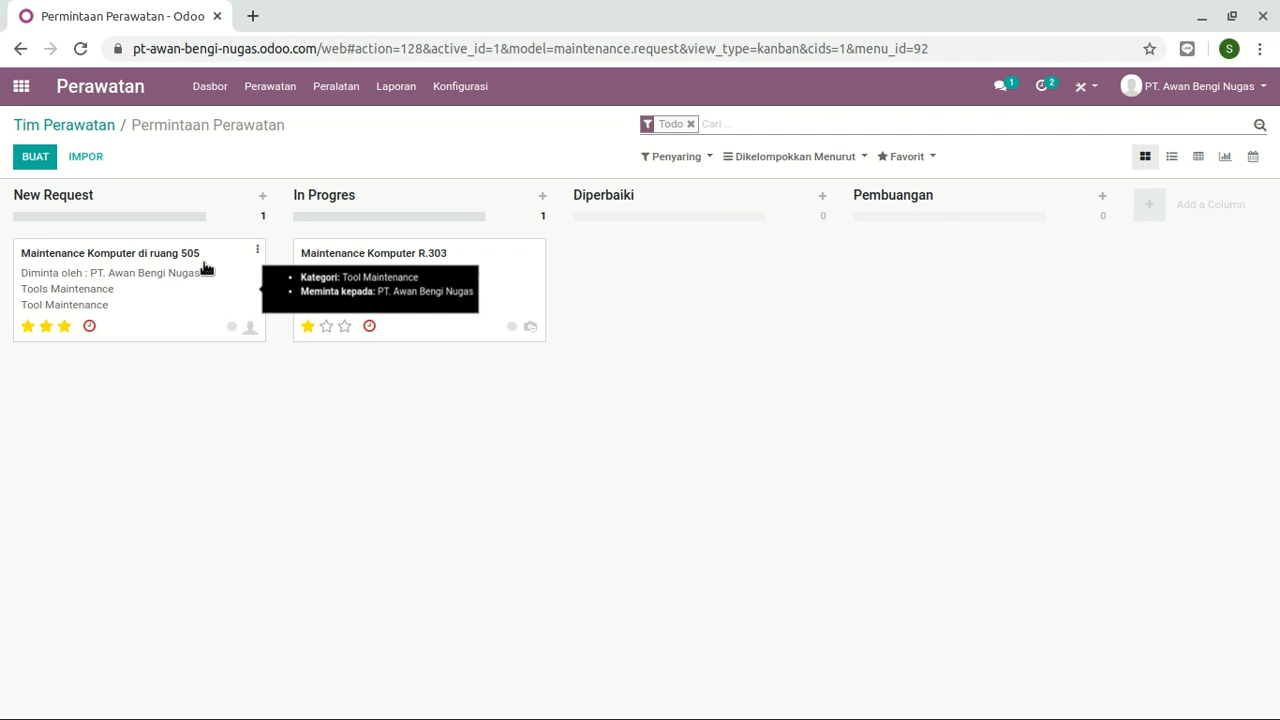 Permintaan Perawatan - Odoo
pt-awan-bengi-nugas.odoo.com/web#action=128&active_id=1&model=maintenance.request&view_type=kanban&cids=1&menu_id=92
S
Perawatan Dasbor Perawatan Peralatan Laporan Konfigurasi 1 2 PT. Awan Bengi Nugas
Tim Perawatan / Permintaan Perawatan
Todo Cari ...
BUAT IMPOR
Penyaring Dikelompokkan Menurut Favorit
New Request
1
Maintenance Komputer di ruang 505
Diminta oleh : PT. Awan Bengi Nugas
Tools Maintenance
Tool Maintenance
In Progres
1
Maintenance Komputer R.303
Kategori: Tool Maintenance
Meminta kepada: PT. Awan Bengi Nugas
Diperbaiki
0
Pembuangan
0
Add a Column